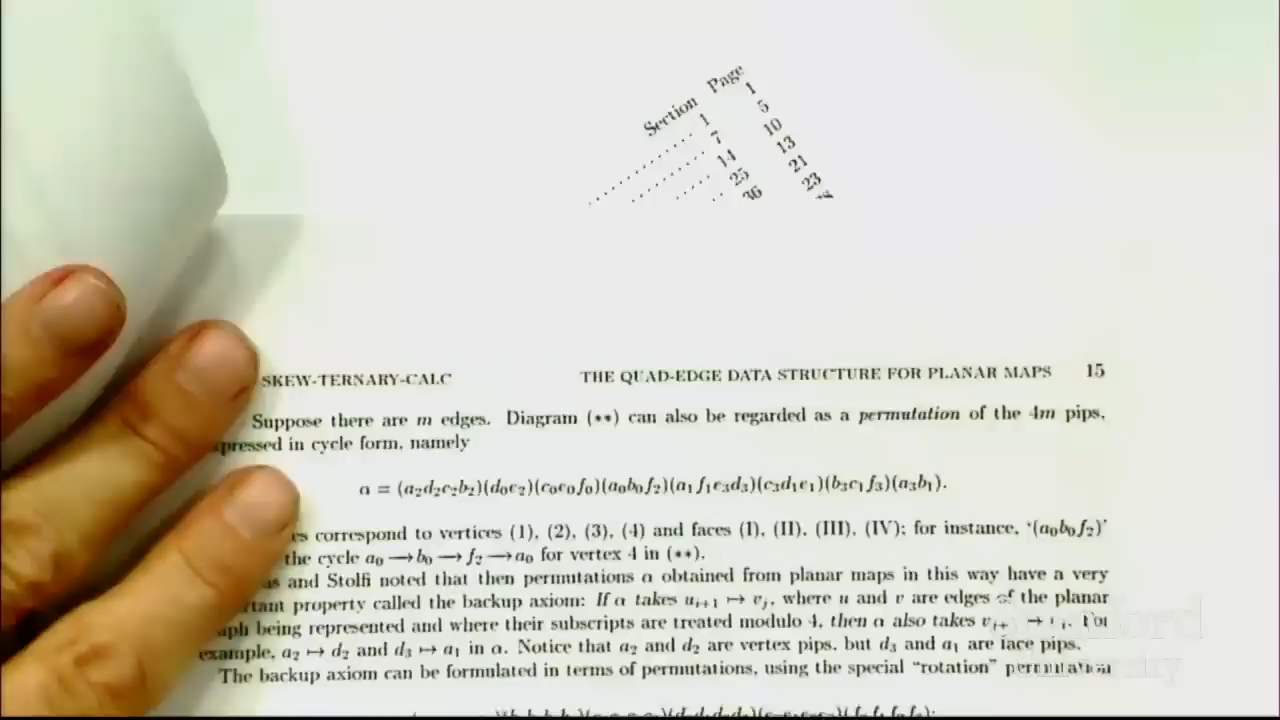 Section Page
1 1
7 5
14 10
25 13
36 21
23
SKEW-TERNARY-CALC THE QUAD-EDGE DATA STRUCTURE FOR PLANAR MAPS 15
Suppose there are m edges. Diagram (**) can also be regarded as a permutation of the 4m pips,
pressed in cycle form, namely
α = (a₂d₂c₂b₂)(d₀e₂)(c₀e₀f₀)(a₀b₀f₂)(a₁f₁e₃d₃)(c₃d₁e₁)(b₃c₁f₃)(a₃b₁).
es correspond to vertices (1), (2), (3), (4) and faces (I), (II), (III), (IV); for instance, '(a₀b₀f₂)'
the cycle a₀ → b₀ → f₂ → a₀ for vertex 4 in (**).
as and Stolfi noted that then permutations α obtained from planar maps in this way have a very
tant property called the backup axiom: If α takes uᵢ₊₁ ↦ vⱼ, where u and v are edges of the planar
aph being represented and where their subscripts are treated modulo 4, then α also takes
example, a₂ ↦ d₂ and d₃ ↦ a₁ in α. Notice that a₂ and d₂ are vertex pips, but d₃ and a₁ are face pips.
The backup axiom can be formulated in terms of permutations, using the special "rotation" permutation